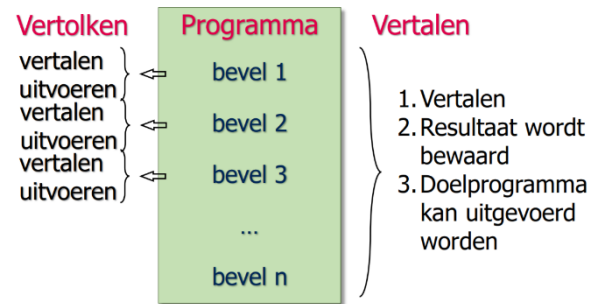 Vertolken
vertalen
uitvoeren
vertalen
uitvoeren
vertalen
uitvoeren
Programma
bevel 1
bevel 2
bevel 3
...
bevel n
Vertalen
1. Vertalen
2. Resultaat wordt
bewaard
3. Doelprogramma
kan uitgevoerd
worden